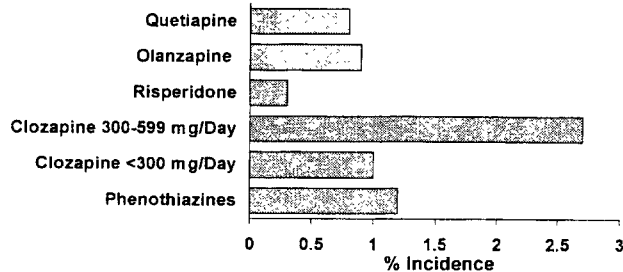 Quetiapine
Olanzapine
Risperidone
Clozapine 300-599 mg/Day
Clozapine <300 mg/Day
Phenothiazines
0 0.5 1 1.5 2 2.5 3
% Incidence